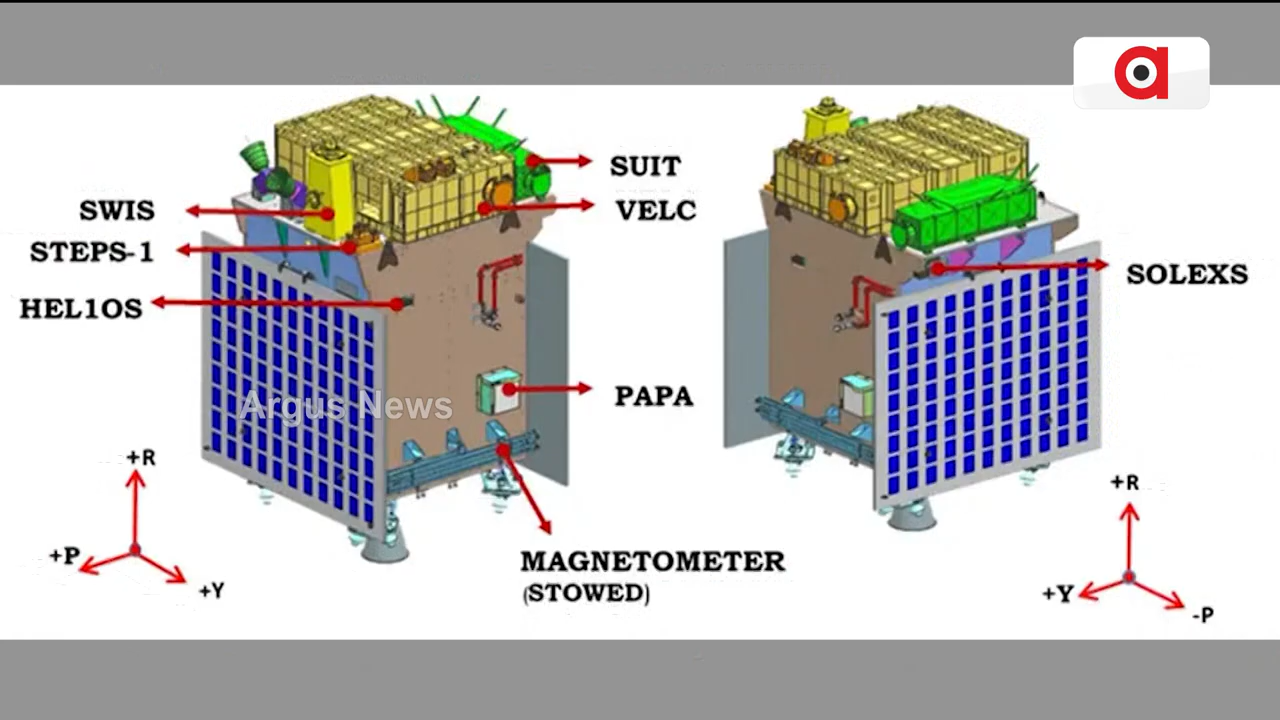 a
SUIT
SWIS
VELC
STEPS-1
SOLEXS
HEL1OS
PAPA
Argus News
+R
+P
+Y
MAGNETOMETER
(STOWED)
+R
+Y
-P